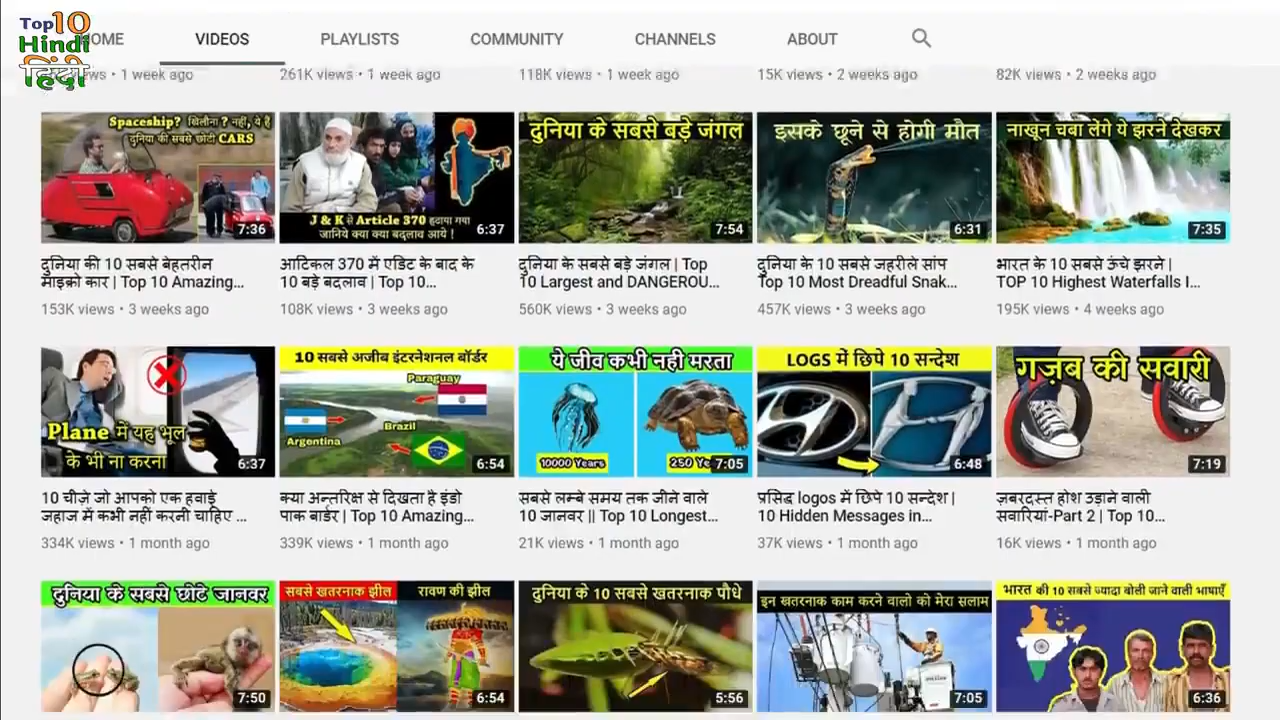 Top10
Hindi
हिंदी
HOME
VIDEOS
PLAYLISTS
COMMUNITY
CHANNELS
ABOUT
views • 1 week ago
261K views • 1 week ago
118K views • 1 week ago
15K views • 2 weeks ago
82K views • 2 weeks ago
Spaceship? खिलौना ? नहीं, ये हैं
दुनिया की सबसे छोटी CARS
7:36
J & K से Article 370 हटाया गया
जानिये क्या क्या बदलाव आये !
6:37
दुनिया के सबसे बड़े जंगल
7:54
इसके छूने से होगी मौत
6:31
नाखून चबा लेंगे ये झरने देखकर
7:35
दुनिया की 10 सबसे बेहतरीन
माइक्रो कार | Top 10 Amazing...
153K views • 3 weeks ago
आर्टिकल 370 में एडिट के बाद के
10 बड़े बदलाव | Top 10...
108K views • 3 weeks ago
दुनिया के सबसे बड़े जंगल | Top
10 Largest and DANGEROU...
560K views • 3 weeks ago
दुनिया के 10 सबसे जहरीले सांप
Top 10 Most Dreadful Snak...
457K views • 3 weeks ago
भारत के 10 सबसे ऊंचे झरने |
TOP 10 Highest Waterfalls I...
195K views • 4 weeks ago
Plane में यह भूल
के भी ना करना
6:37
10 सबसे अजीब इंटरनेशनल बॉर्डर
Paraguay
Argentina
Brazil
6:54
ये जीव कभी नही मरता
10000 Years
250 Ye
7:05
LOGS में छिपे 10 सन्देश
6:48
गज़ब की सवारी
7:19
10 चीज़े जो आपको एक हवाई
जहाज में कभी नहीं करनी चाहिए ...
334K views • 1 month ago
क्या अन्तरिक्ष से दिखता है इंडो
पाक बार्डर | Top 10 Amazing...
339K views • 1 month ago
सबसे लम्बे समय तक जीने वाले
10 जानवर || Top 10 Longest...
21K views • 1 month ago
प्रसिद्व logos में छिपे 10 सन्देश |
10 Hidden Messages in...
37K views • 1 month ago
ज़बरदस्त होश उड़ाने वाली
सवारियां-Part 2 | Top 10...
16K views • 1 month ago
दुनिया के सबसे छोटे जानवर
7:50
सबसे खतरनाक झील
रावण की झील
6:54
दुनिया के 10 सबसे खतरनाक पौधे
5:56
इन खतरनाक काम करने वालो को मेरा सलाम
7:05
भारत की 10 सबसे ज्यादा बोली जाने वाली भाषाएँ
6:36